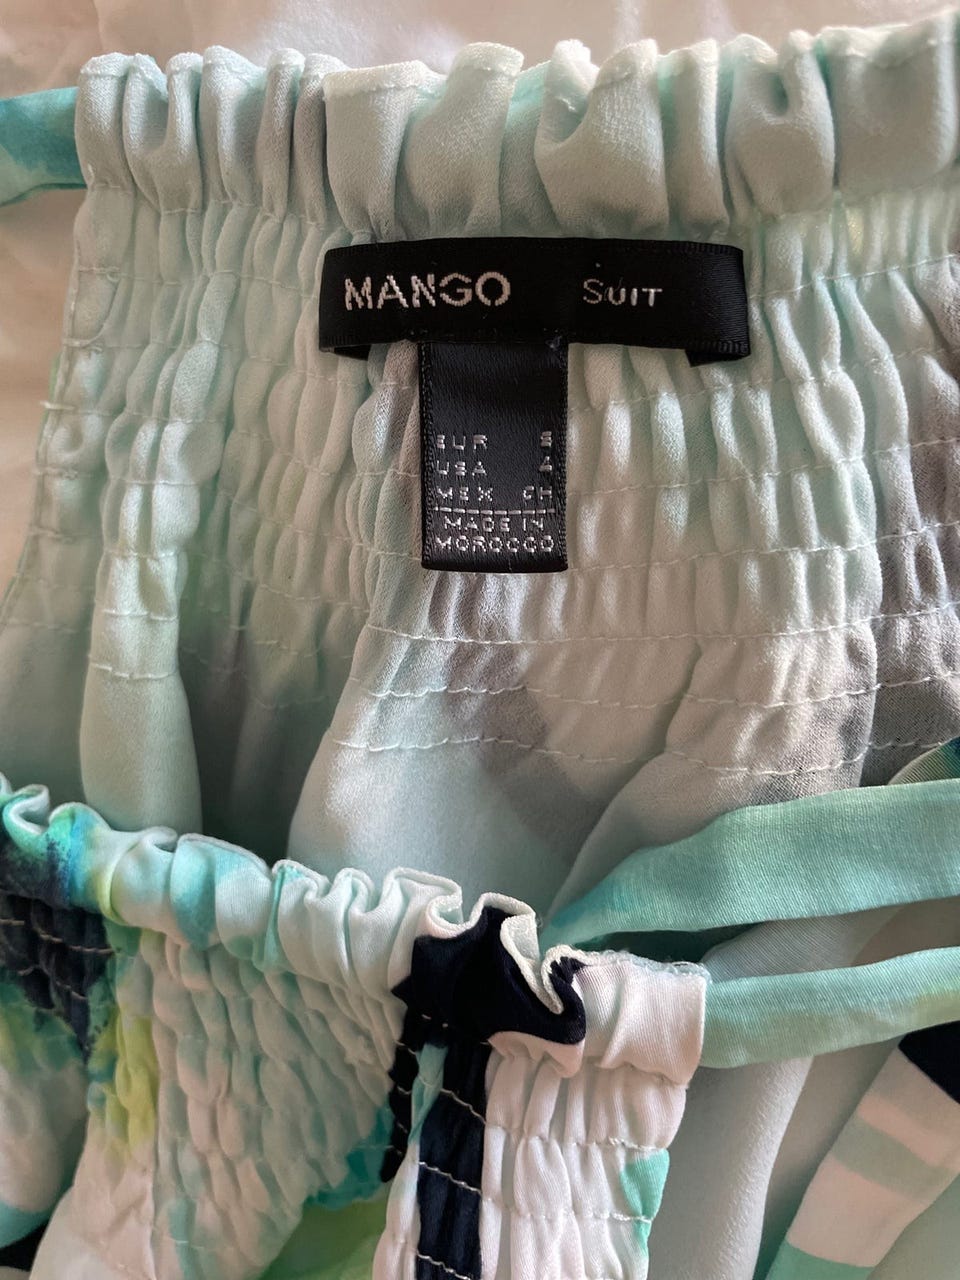 MANGO SUIT
EUR S
USA 4
MEX CH
MADE IN
MOROCCO